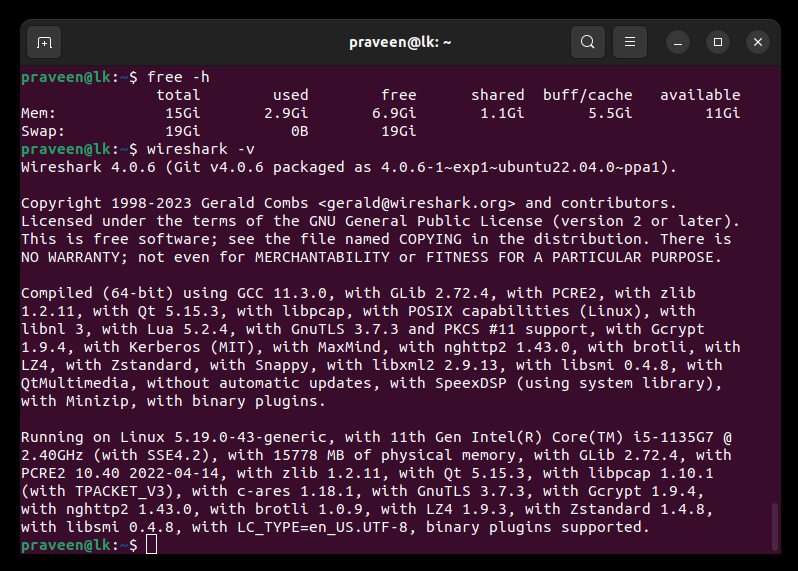 praveen@lk: ~
praveen@lk:~$ free -h
total used free shared buff/cache available
Mem: 15Gi 2.9Gi 6.9Gi 1.1Gi 5.5Gi 11Gi
Swap: 19Gi 0B 19Gi
praveen@lk:~$ wireshark -v
Wireshark 4.0.6 (Git v4.0.6 packaged as 4.0.6-1~exp1~ubuntu22.04.0~ppa1).
Copyright 1998-2023 Gerald Combs <gerald@wireshark.org> and contributors.
Licensed under the terms of the GNU General Public License (version 2 or later).
This is free software; see the file named COPYING in the distribution. There is
NO WARRANTY; not even for MERCHANTABILITY or FITNESS FOR A PARTICULAR PURPOSE.
Compiled (64-bit) using GCC 11.3.0, with GLib 2.72.4, with PCRE2, with zlib
1.2.11, with Qt 5.15.3, with libpcap, with POSIX capabilities (Linux), with
libnl 3, with Lua 5.2.4, with GnuTLS 3.7.3 and PKCS #11 support, with Gcrypt
1.9.4, with Kerberos (MIT), with MaxMind, with nghttp2 1.43.0, with brotli, with
LZ4, with Zstandard, with Snappy, with libxml2 2.9.13, with libsmi 0.4.8, with
QtMultimedia, without automatic updates, with SpeexDSP (using system library),
with Minizip, with binary plugins.
Running on Linux 5.19.0-43-generic, with 11th Gen Intel(R) Core(TM) i5-1135G7 @
2.40GHz (with SSE4.2), with 15778 MB of physical memory, with GLib 2.72.4, with
PCRE2 10.40 2022-04-14, with zlib 1.2.11, with Qt 5.15.3, with libpcap 1.10.1
(with TPACKET_V3), with c-ares 1.18.1, with GnuTLS 3.7.3, with Gcrypt 1.9.4,
with nghttp2 1.43.0, with brotli 1.0.9, with LZ4 1.9.3, with Zstandard 1.4.8,
with libsmi 0.4.8, with LC_TYPE=en_US.UTF-8, binary plugins supported.
praveen@lk:~$